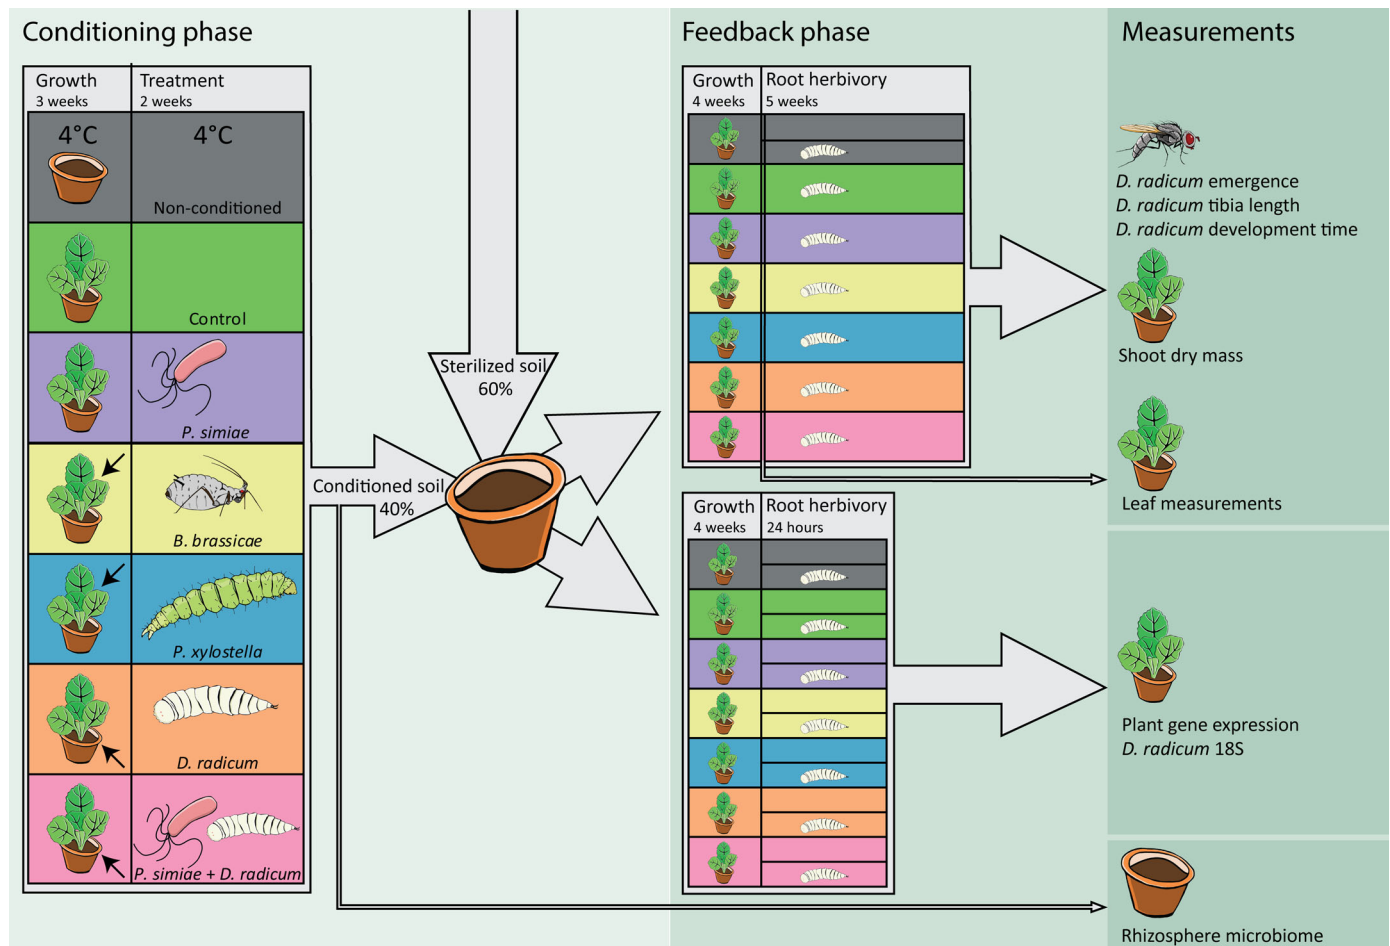 Conditioning phase
Growth
3 weeks
Treatment
2 weeks
4°C
4°C
Non-conditioned
Control
P. simiae
B. brassicae
P. xylostella
D. radicum
P. simiae + D. radicum
Sterilized soil
60%
Conditioned soil
40%
Feedback phase
Growth
4 weeks
Root herbivory
5 weeks
Growth
4 weeks
Root herbivory
24 hours
Measurements
D. radicum emergence
D. radicum tibia length
D. radicum development time
Shoot dry mass
Leaf measurements
Plant gene expression
D. radicum 18S
Rhizosphere microbiome